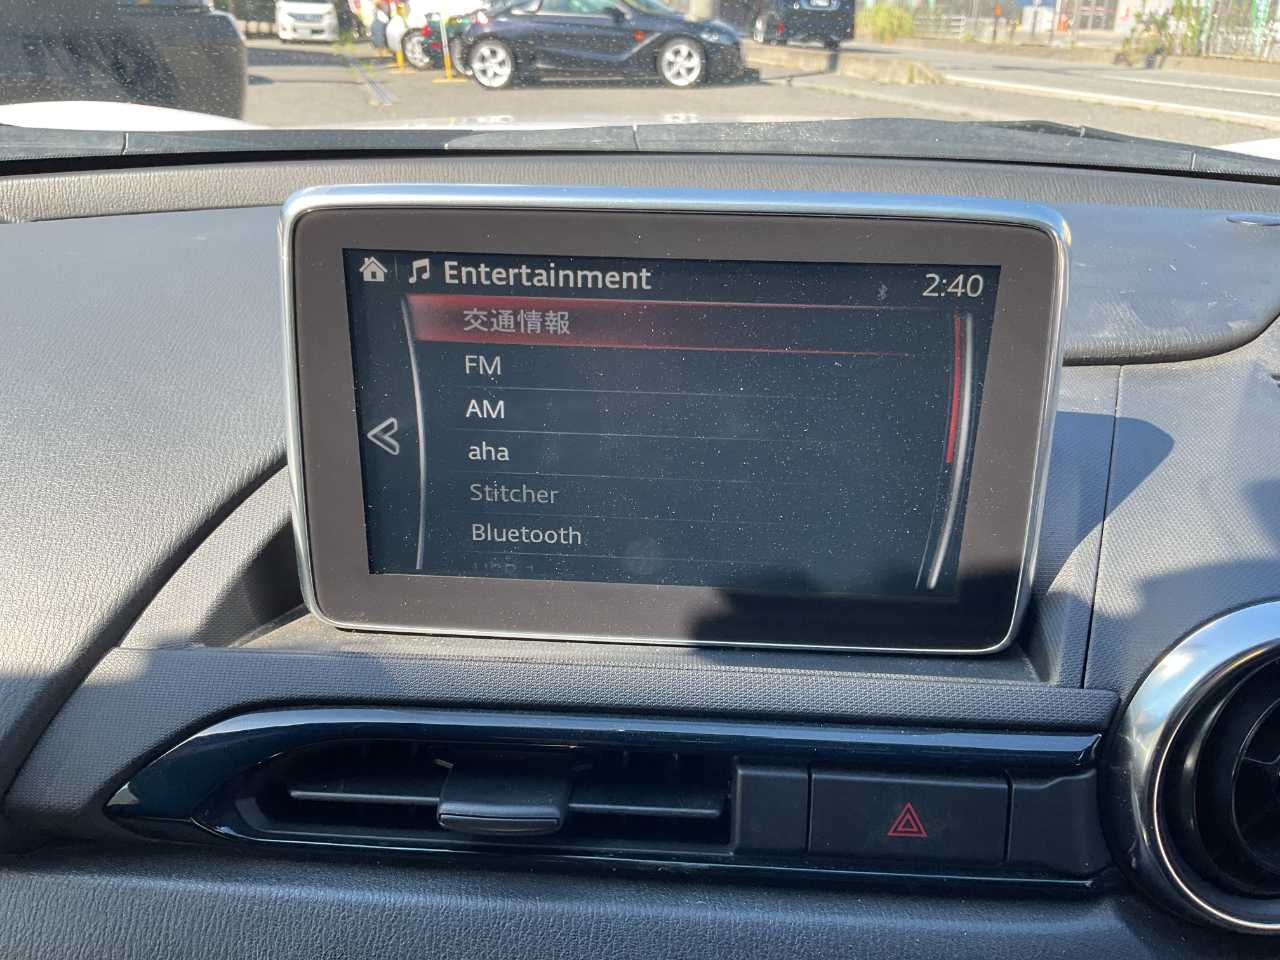 Entertainment
2:40
交通情報
FM
AM
aha
Stitcher
Bluetooth